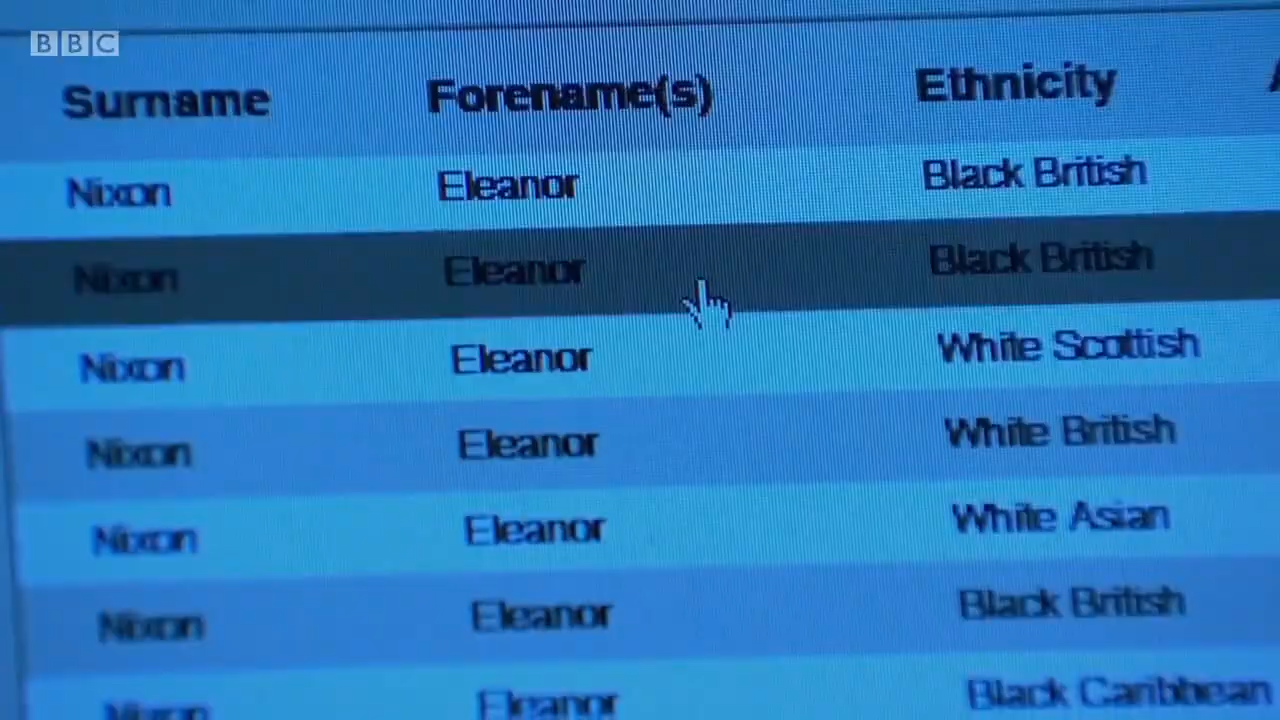 BBC
Surname Forename(s) Ethnicity
Nixon Eleanor Black British
Nixon Eleanor Black British
Nixon Eleanor White Scottish
Nixon Eleanor White British
Nixon Eleanor White Asian
Nixon Eleanor Black British
Nixon Eleanor Black Caribbean